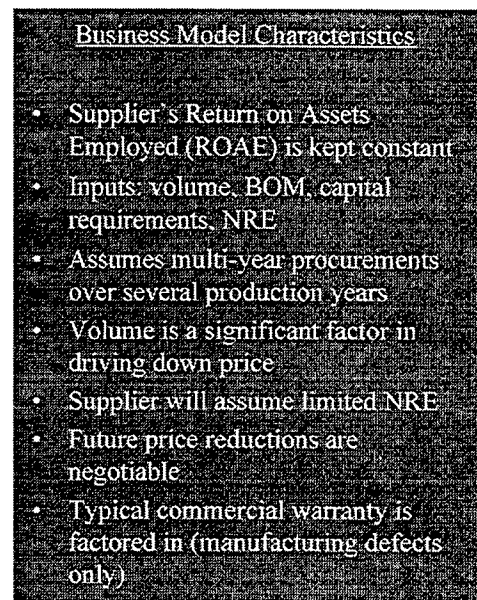 Business Model Characteristics
• Supplier's Return on Assets
Employed (ROAE) is kept constant
• Inputs: volume, BOM, capital
requirements, NRE
• Assumes multi-year procurements
over several production years
• Volume is a significant factor in
driving down price
• Supplier will assume limited NRE
• Future price reductions are
negotiable
• Typical commercial warranty is
factored in (manufacturing defects
only)